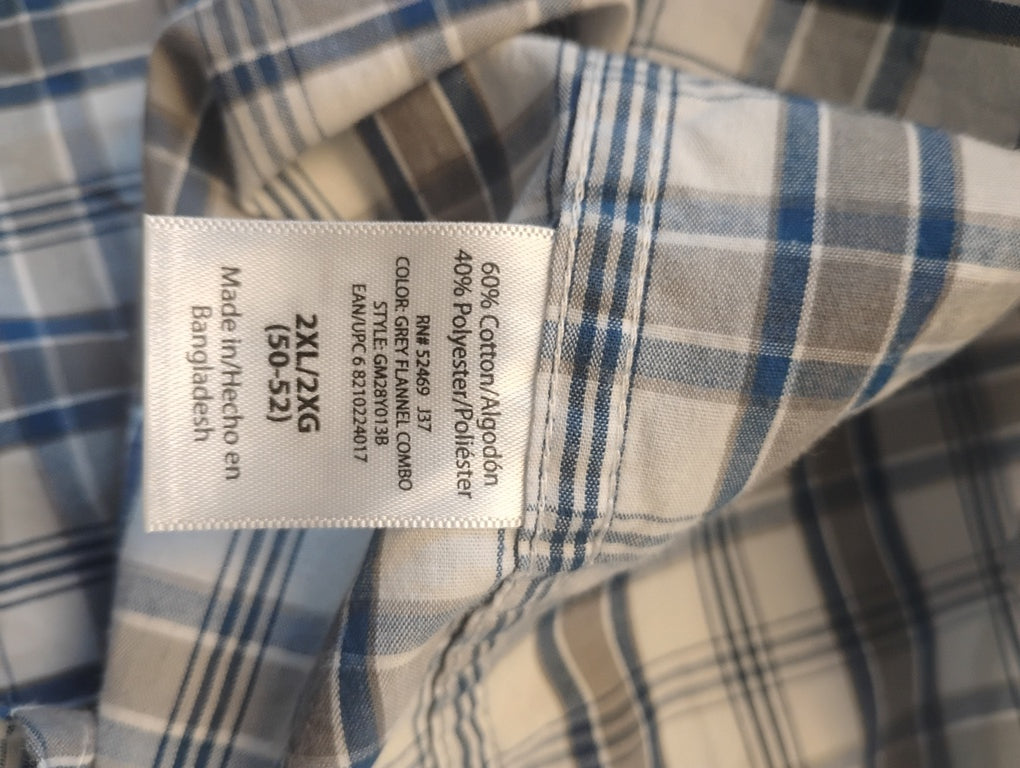 60% Cotton/Algodón
40% Polyester/Poliéster
RN# 52469 J37
COLOR: GREY FLANNEL COMBO
STYLE: GM28Y013B
EAN/UPC 6 8210224017
2XL/2XG
(50-52)
Made in/Hecho en
Bangladesh